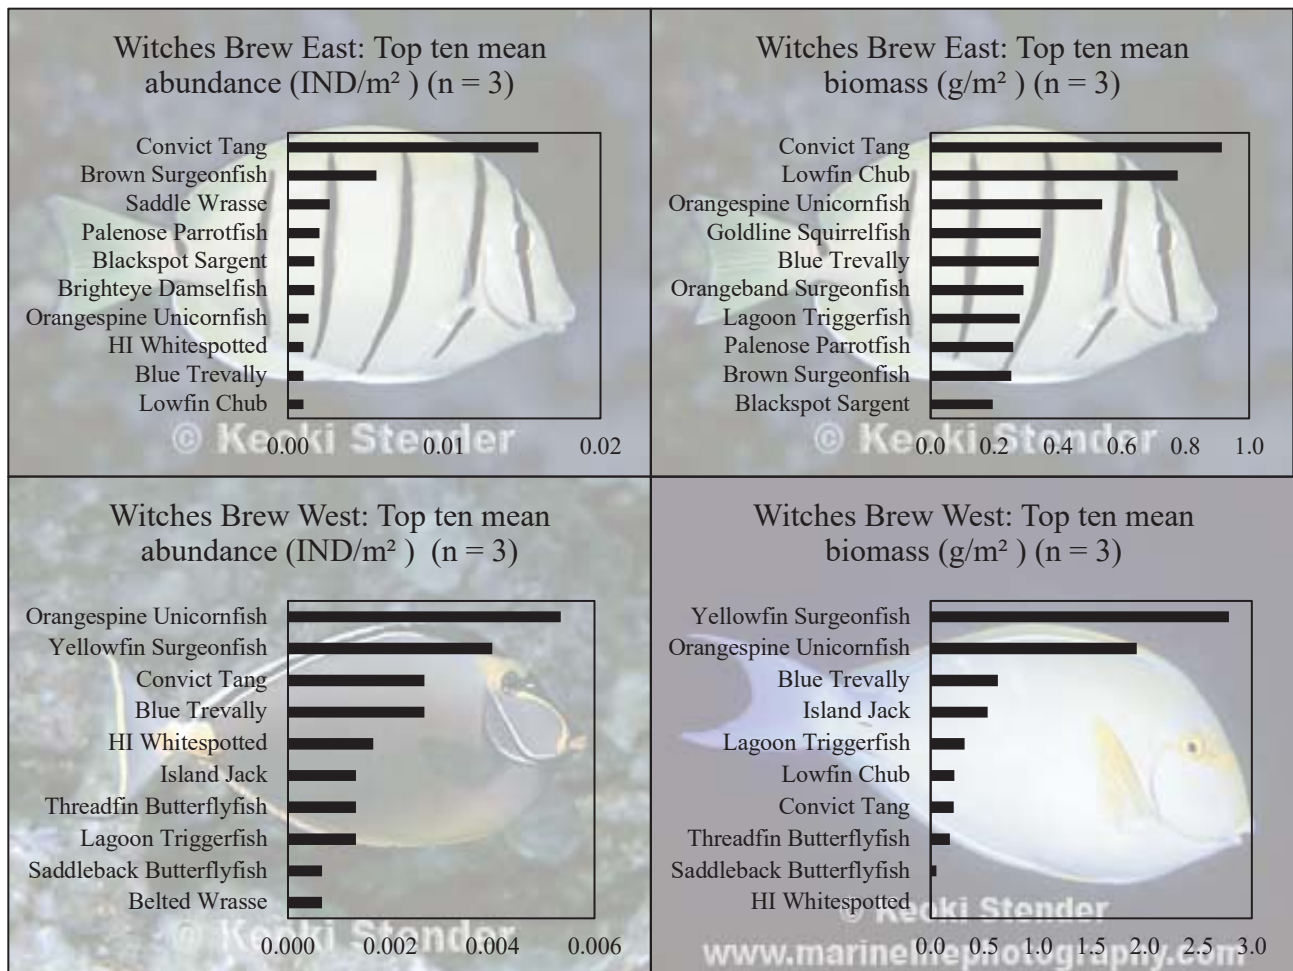 Witches Brew East: Top ten mean
abundance (IND/m² ) (n = 3)
Convict Tang
Brown Surgeonfish
Saddle Wrasse
Palenose Parrotfish
Blackspot Sargent
Brighteye Damselfish
Orangespine Unicornfish
HI Whitespotted
Blue Trevally
Lowfin Chub
0.00 0.01 0.02
© Keoki Stender
Witches Brew East: Top ten mean
biomass (g/m² ) (n = 3)
Convict Tang
Lowfin Chub
Orangespine Unicornfish
Goldline Squirrelfish
Blue Trevally
Orangeband Surgeonfish
Lagoon Triggerfish
Palenose Parrotfish
Brown Surgeonfish
Blackspot Sargent
0.0 0.2 0.4 0.6 0.8 1.0
© Keoki Stender
Witches Brew West: Top ten mean
abundance (IND/m² ) (n = 3)
Orangespine Unicornfish
Yellowfin Surgeonfish
Convict Tang
Blue Trevally
HI Whitespotted
Island Jack
Threadfin Butterflyfish
Lagoon Triggerfish
Saddleback Butterflyfish
Belted Wrasse
0.000 0.002 0.004 0.006
© Keoki Stender
Witches Brew West: Top ten mean
biomass (g/m² ) (n = 3)
Yellowfin Surgeonfish
Orangespine Unicornfish
Blue Trevally
Island Jack
Lagoon Triggerfish
Lowfin Chub
Convict Tang
Threadfin Butterflyfish
Saddleback Butterflyfish
HI Whitespotted
© Keoki Stender
0.0 0.5 1.0 1.5 2.0 2.5 3.0
www.marinelifephotography.com